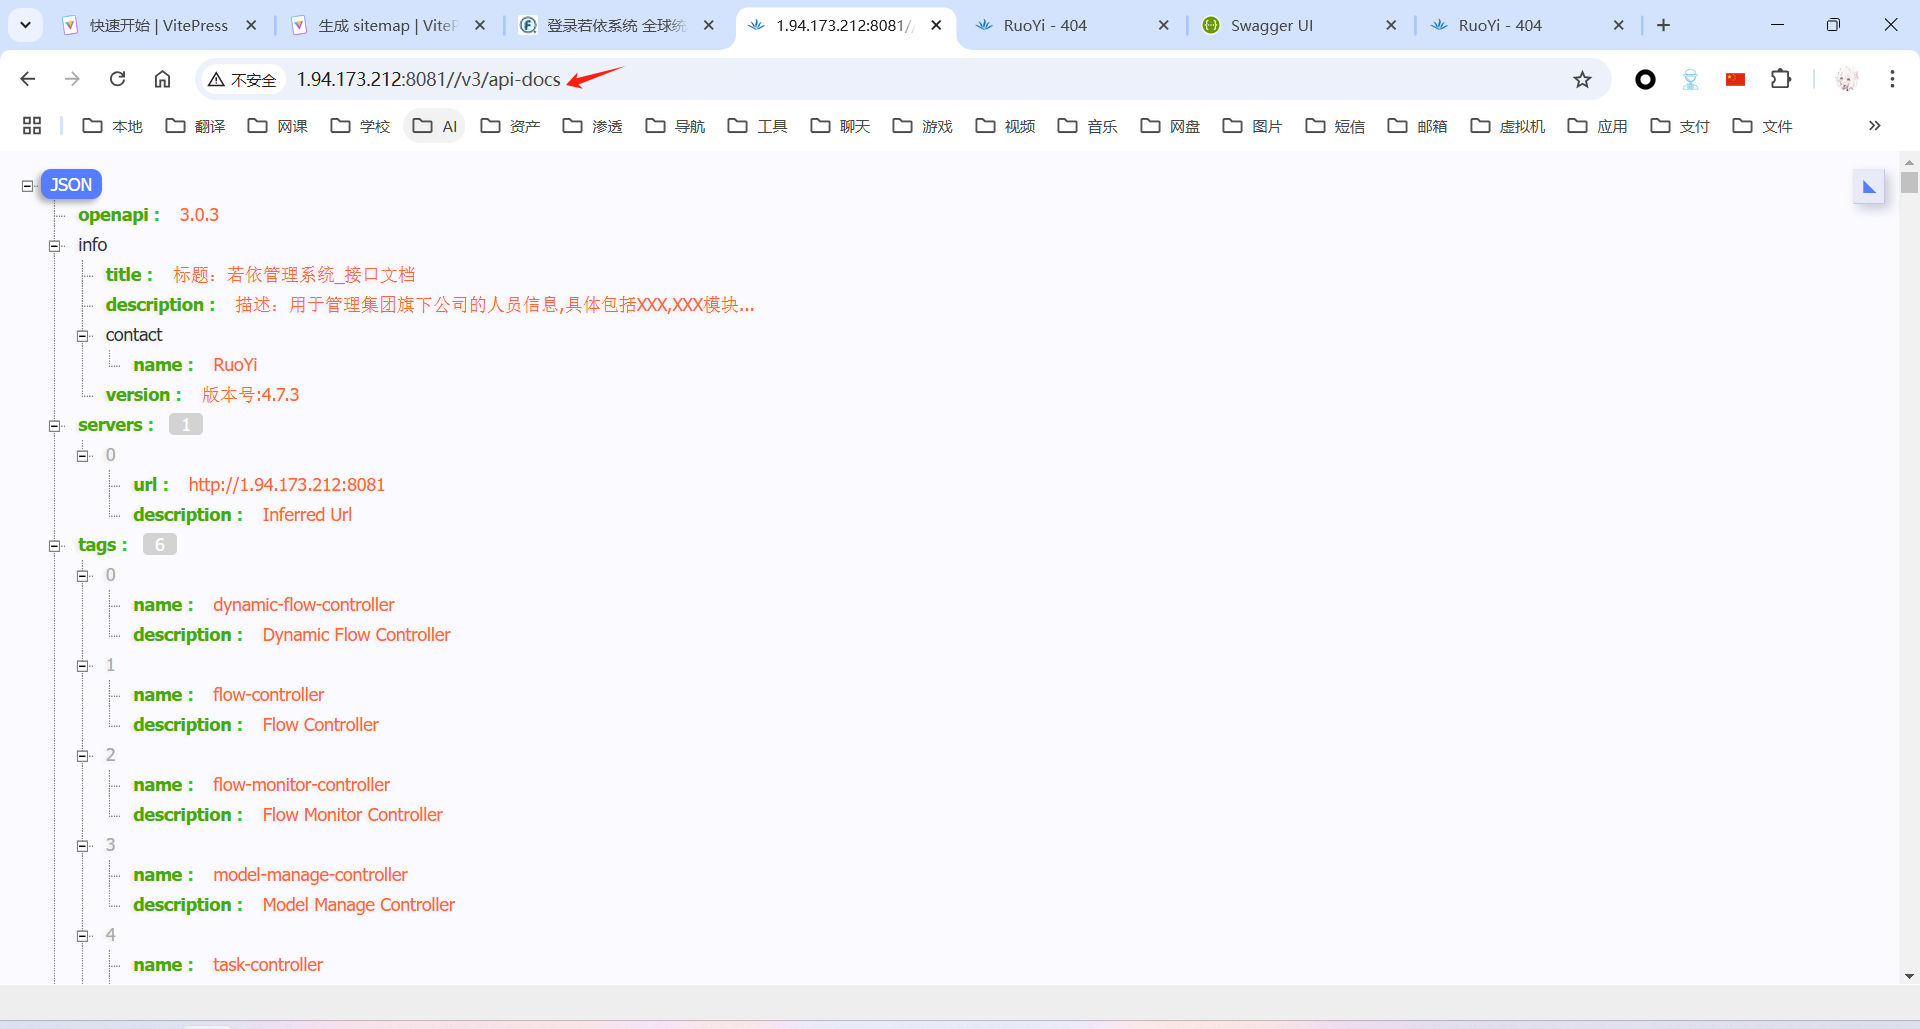 快速开始 | VitePress
生成 sitemap | ViteP
登录若依系统 全球统
1.94.173.212:8081//
RuoYi - 404
Swagger UI
RuoYi - 404
不安全
1.94.173.212:8081//v3/api-docs
本地
翻译
网课
学校
AI
资产
渗透
导航
工具
聊天
游戏
视频
音乐
网盘
图片
短信
邮箱
虚拟机
应用
支付
文件
JSON
openapi : 3.0.3
info
title : 标题：若依管理系统_接口文档
description : 描述：用于管理集团旗下公司的人员信息,具体包括XXX,XXX模块...
contact
name : RuoYi
version : 版本号:4.7.3
servers : 1
0
url : http://1.94.173.212:8081
description : Inferred Url
tags : 6
0
name : dynamic-flow-controller
description : Dynamic Flow Controller
1
name : flow-controller
description : Flow Controller
2
name : flow-monitor-controller
description : Flow Monitor Controller
3
name : model-manage-controller
description : Model Manage Controller
4
name : task-controller